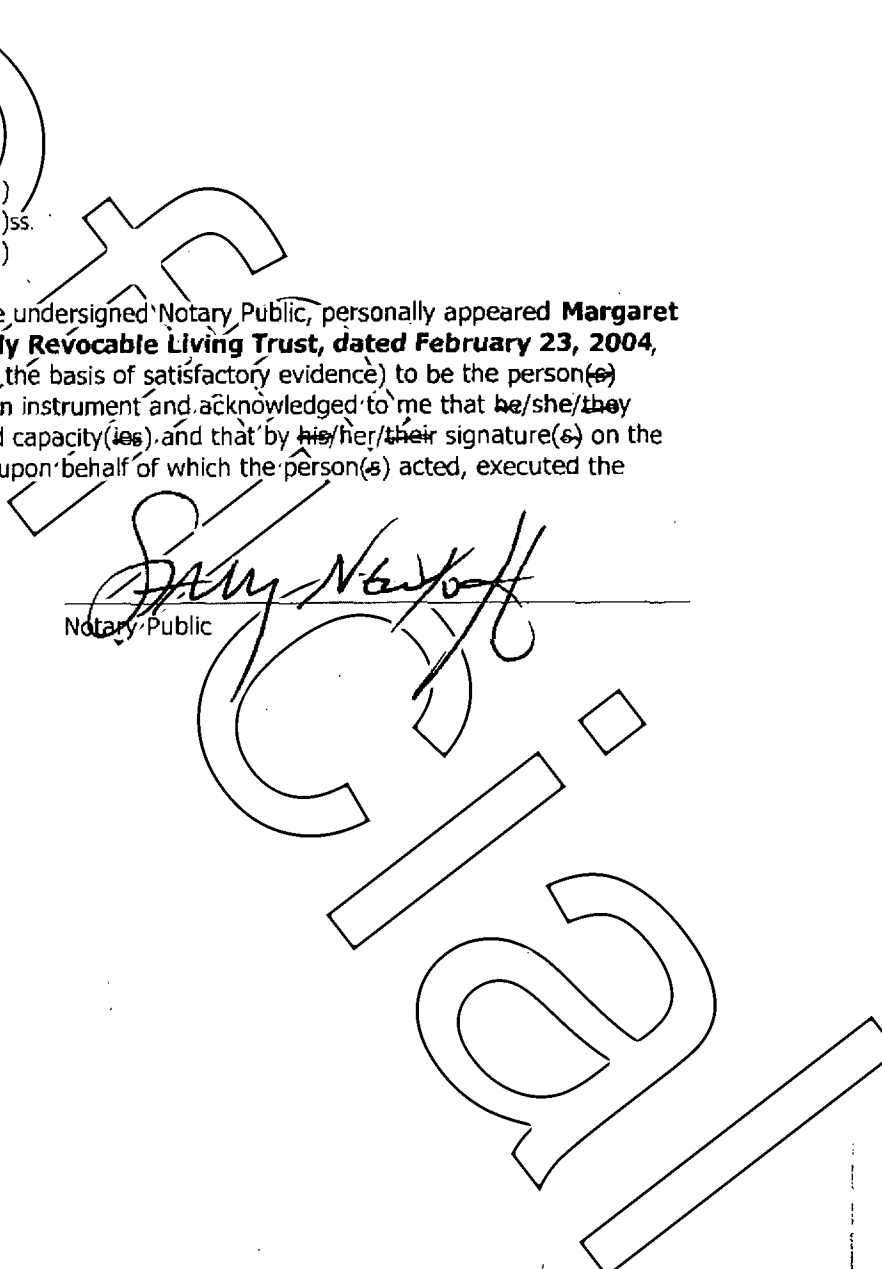 )
)ss.
)
e undersigned Notary Public, personally appeared Margaret
ly Revocable Living Trust, dated February 23, 2004,
the basis of satisfactory evidence) to be the person(s)
n instrument and acknowledged to me that he/she/they
d capacity(ies) and that by his/her/their signature(s) on the
upon behalf of which the person(s) acted, executed the
Notary Public
ficial